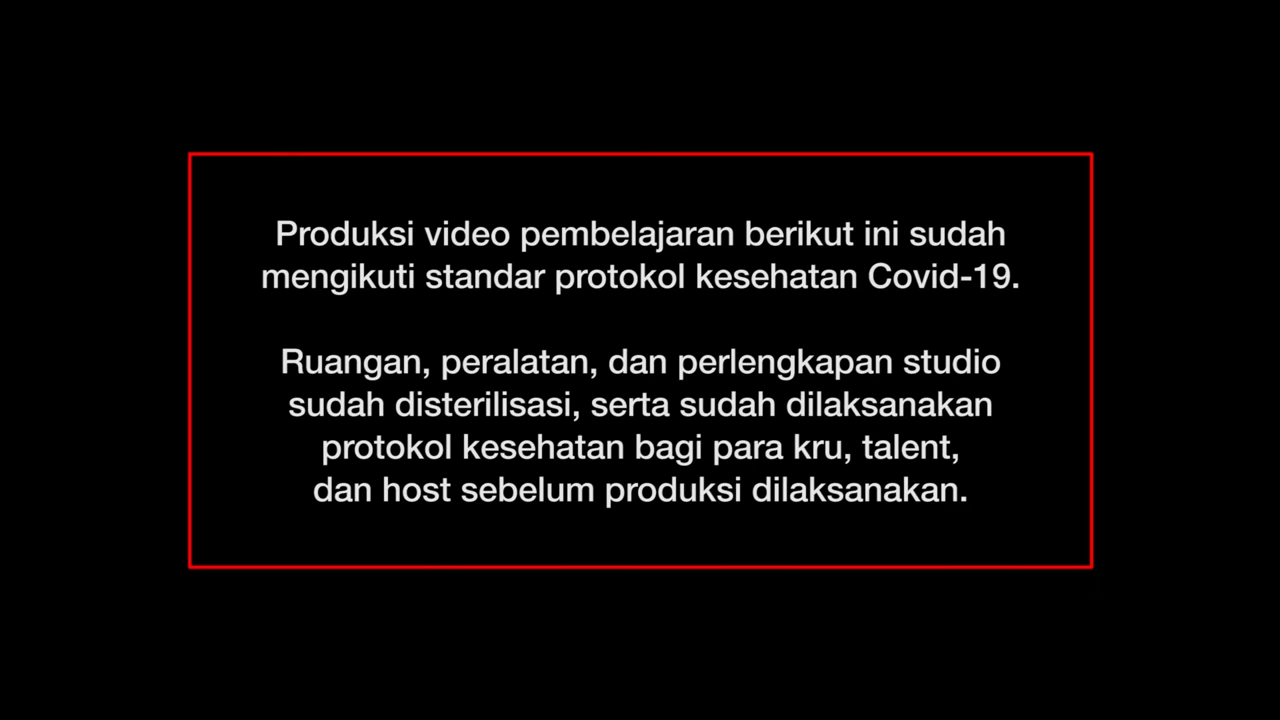 Produksi video pembelajaran berikut ini sudah
mengikuti standar protokol kesehatan Covid-19.
Ruangan, peralatan, dan perlengkapan studio
sudah disterilisasi, serta sudah dilaksanakan
protokol kesehatan bagi para kru, talent,
dan host sebelum produksi dilaksanakan.